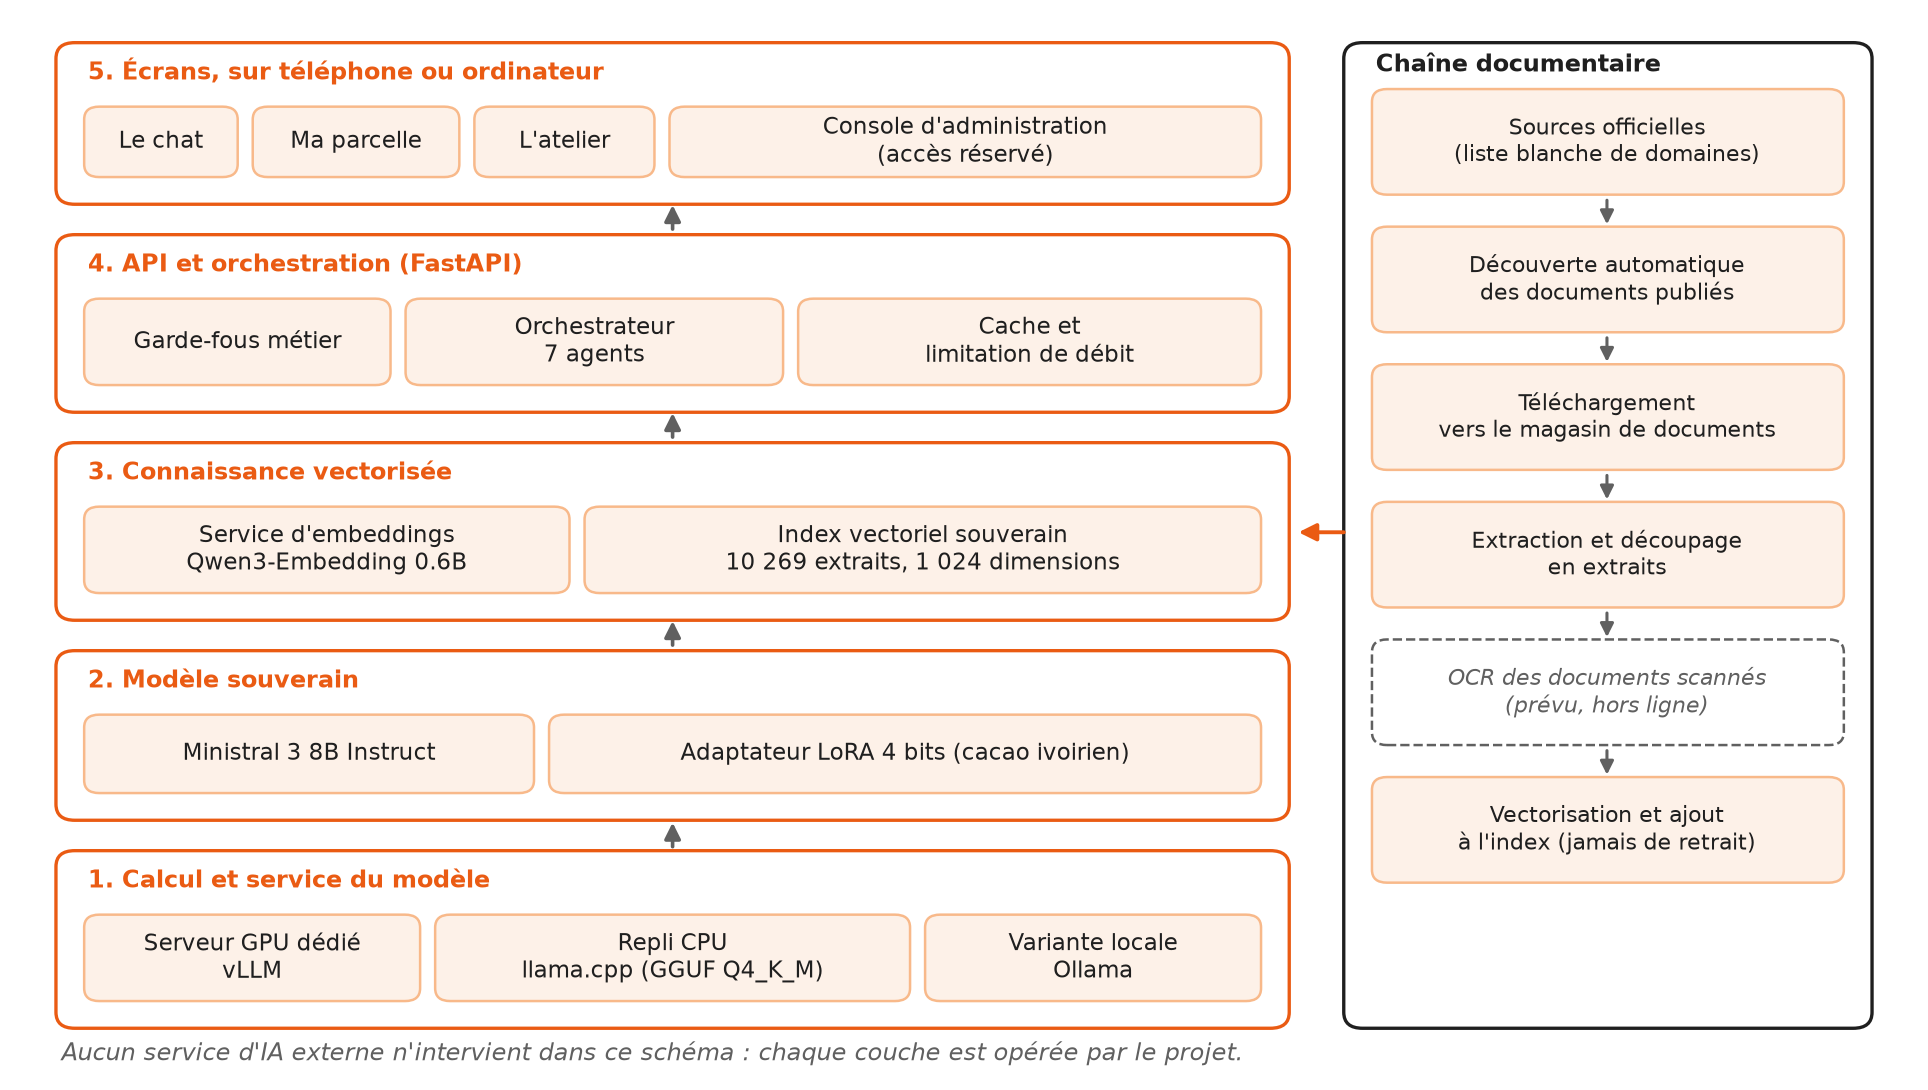 5. Écrans, sur téléphone ou ordinateur
Le chat
Ma parcelle
L'atelier
Console d'administration
(accès réservé)
4. API et orchestration (FastAPI)
Garde-fous métier
Orchestrateur
7 agents
Cache et
limitation de débit
3. Connaissance vectorisée
Service d'embeddings
Qwen3-Embedding 0.6B
Index vectoriel souverain
10 269 extraits, 1 024 dimensions
2. Modèle souverain
Ministral 3 8B Instruct
Adaptateur LoRA 4 bits (cacao ivoirien)
1. Calcul et service du modèle
Serveur GPU dédié
vLLM
Repli CPU
llama.cpp (GGUF Q4_K_M)
Variante locale
Ollama
Chaîne documentaire
Sources officielles
(liste blanche de domaines)
Découverte automatique
des documents publiés
Téléchargement
vers le magasin de documents
Extraction et découpage
en extraits
OCR des documents scannés
(prévu, hors ligne)
Vectorisation et ajout
à l'index (jamais de retrait)
Aucun service d'IA externe n'intervient dans ce schéma : chaque couche est opérée par le projet.